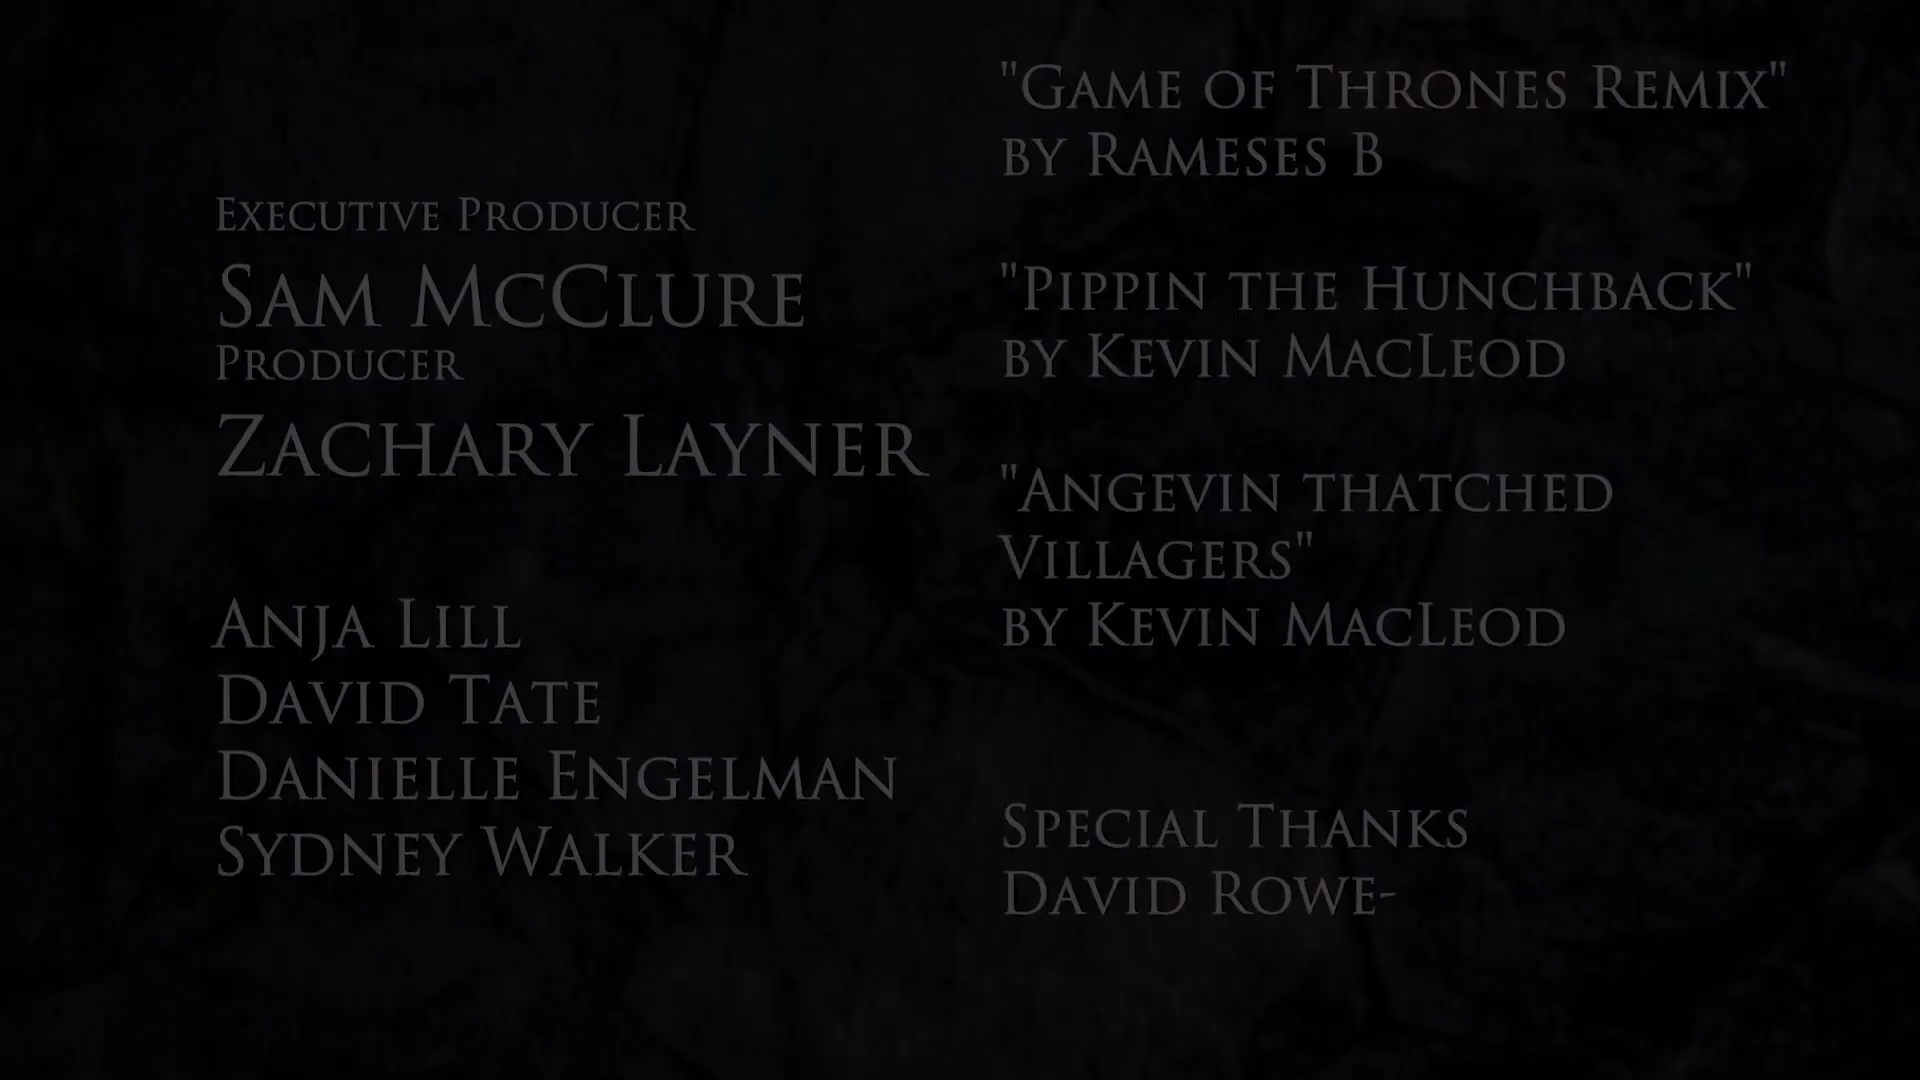 Executive Producer
Sam McClure
Producer
Zachary Layner
Anja Lill
David Tate
Danielle Engelman
Sydney Walker
"Game of Thrones Remix"
by Rameses B
"Pippin the Hunchback"
by Kevin MacLeod
"Angevin thatched
Villagers"
by Kevin MacLeod
Special Thanks
David Rowe-